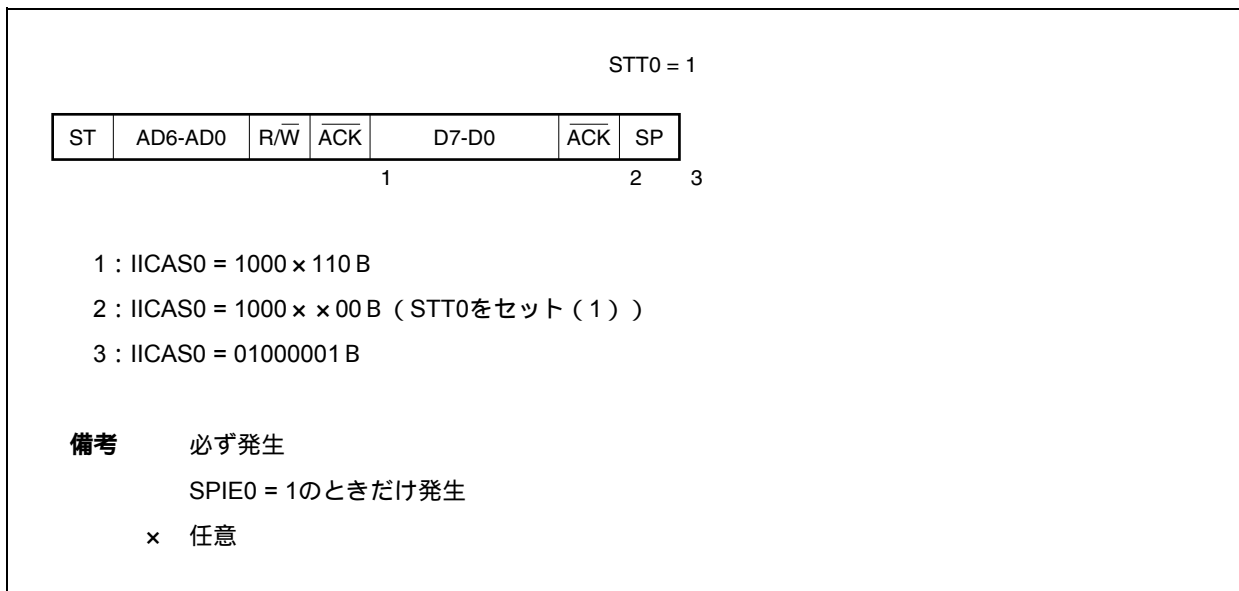 STT0 = 1
ST AD6-AD0 R/W̅ A̅C̅K̅ D7-D0 A̅C̅K̅ SP
1 2 3
1：IICAS0 = 1000×110 B
2：IICAS0 = 1000××00 B（STT0をセット（1））
3：IICAS0 = 01000001 B
備考 必ず発生
SPIE0 = 1のときだけ発生
× 任意